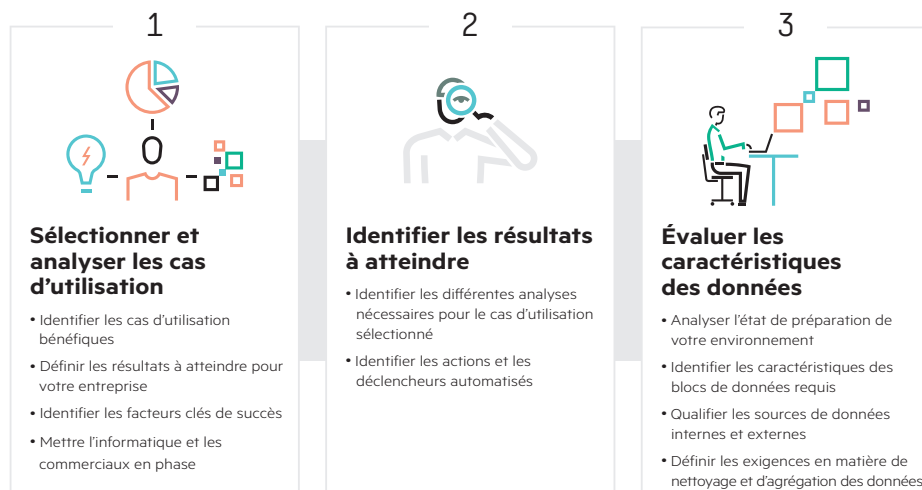 1
Sélectionner et
analyser les cas
d'utilisation
• Identifier les cas d'utilisation
bénéfiques
• Définir les résultats à atteindre pour
votre entreprise
• Identifier les facteurs clés de succès
• Mettre l'informatique et les
commerciaux en phase
2
Identifier les résultats
à atteindre
• Identifier les différentes analyses
nécessaires pour le cas d'utilisation
sélectionné
• Identifier les actions et les
déclencheurs automatisés
3
Évaluer les
caractéristiques
des données
• Analyser l'état de préparation de
votre environnement
• Identifier les caractéristiques des
blocs de données requis
• Qualifier les sources de données
internes et externes
• Définir les exigences en matière de
nettoyage et d'agrégation des données